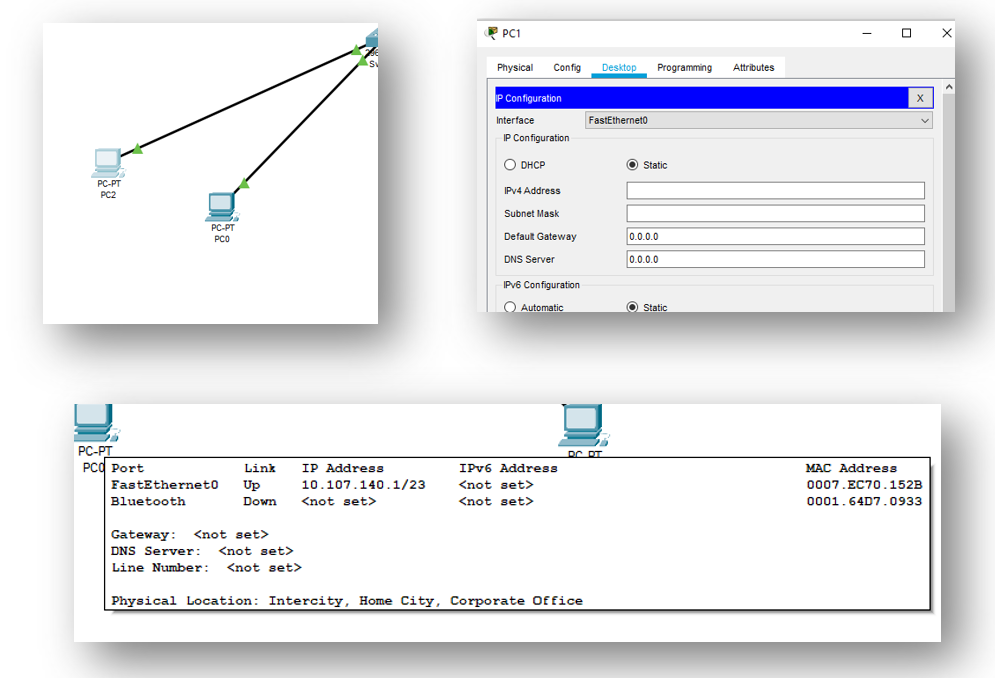 PC-PT
PC2
PC-PT
PC0
PC1
Physical Config Desktop Programming Attributes
IP Configuration X
Interface FastEthernet0
IP Configuration
DHCP Static
IPv4 Address
Subnet Mask
Default Gateway 0.0.0.0
DNS Server 0.0.0.0
IPv6 Configuration
Automatic Static
PC-PT
PC0
PC-PT
Port Link IP Address IPv6 Address MAC Address
FastEthernet0 Up 10.107.140.1/23 <not set> 0007.EC70.152B
Bluetooth Down <not set> <not set> 0001.64D7.0933
Gateway: <not set>
DNS Server: <not set>
Line Number: <not set>
Physical Location: Intercity, Home City, Corporate Office